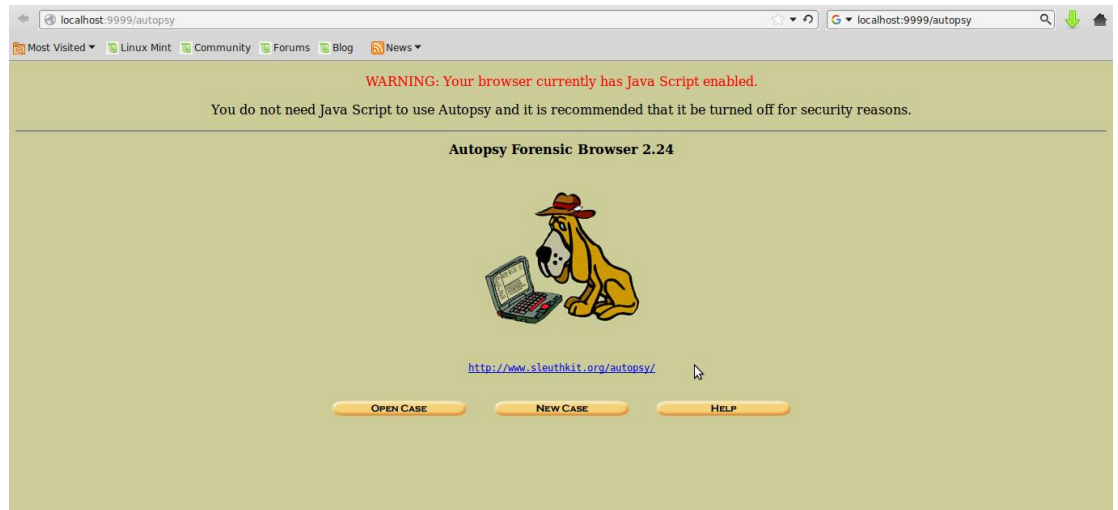 localhost:9999/autopsy
localhost:9999/autopsy
Most Visited
Linux Mint
Community
Forums
Blog
News
WARNING: Your browser currently has Java Script enabled.
You do not need Java Script to use Autopsy and it is recommended that it be turned off for security reasons.
Autopsy Forensic Browser 2.24
http://www.sleuthkit.org/autopsy/
OPEN CASE
NEW CASE
HELP